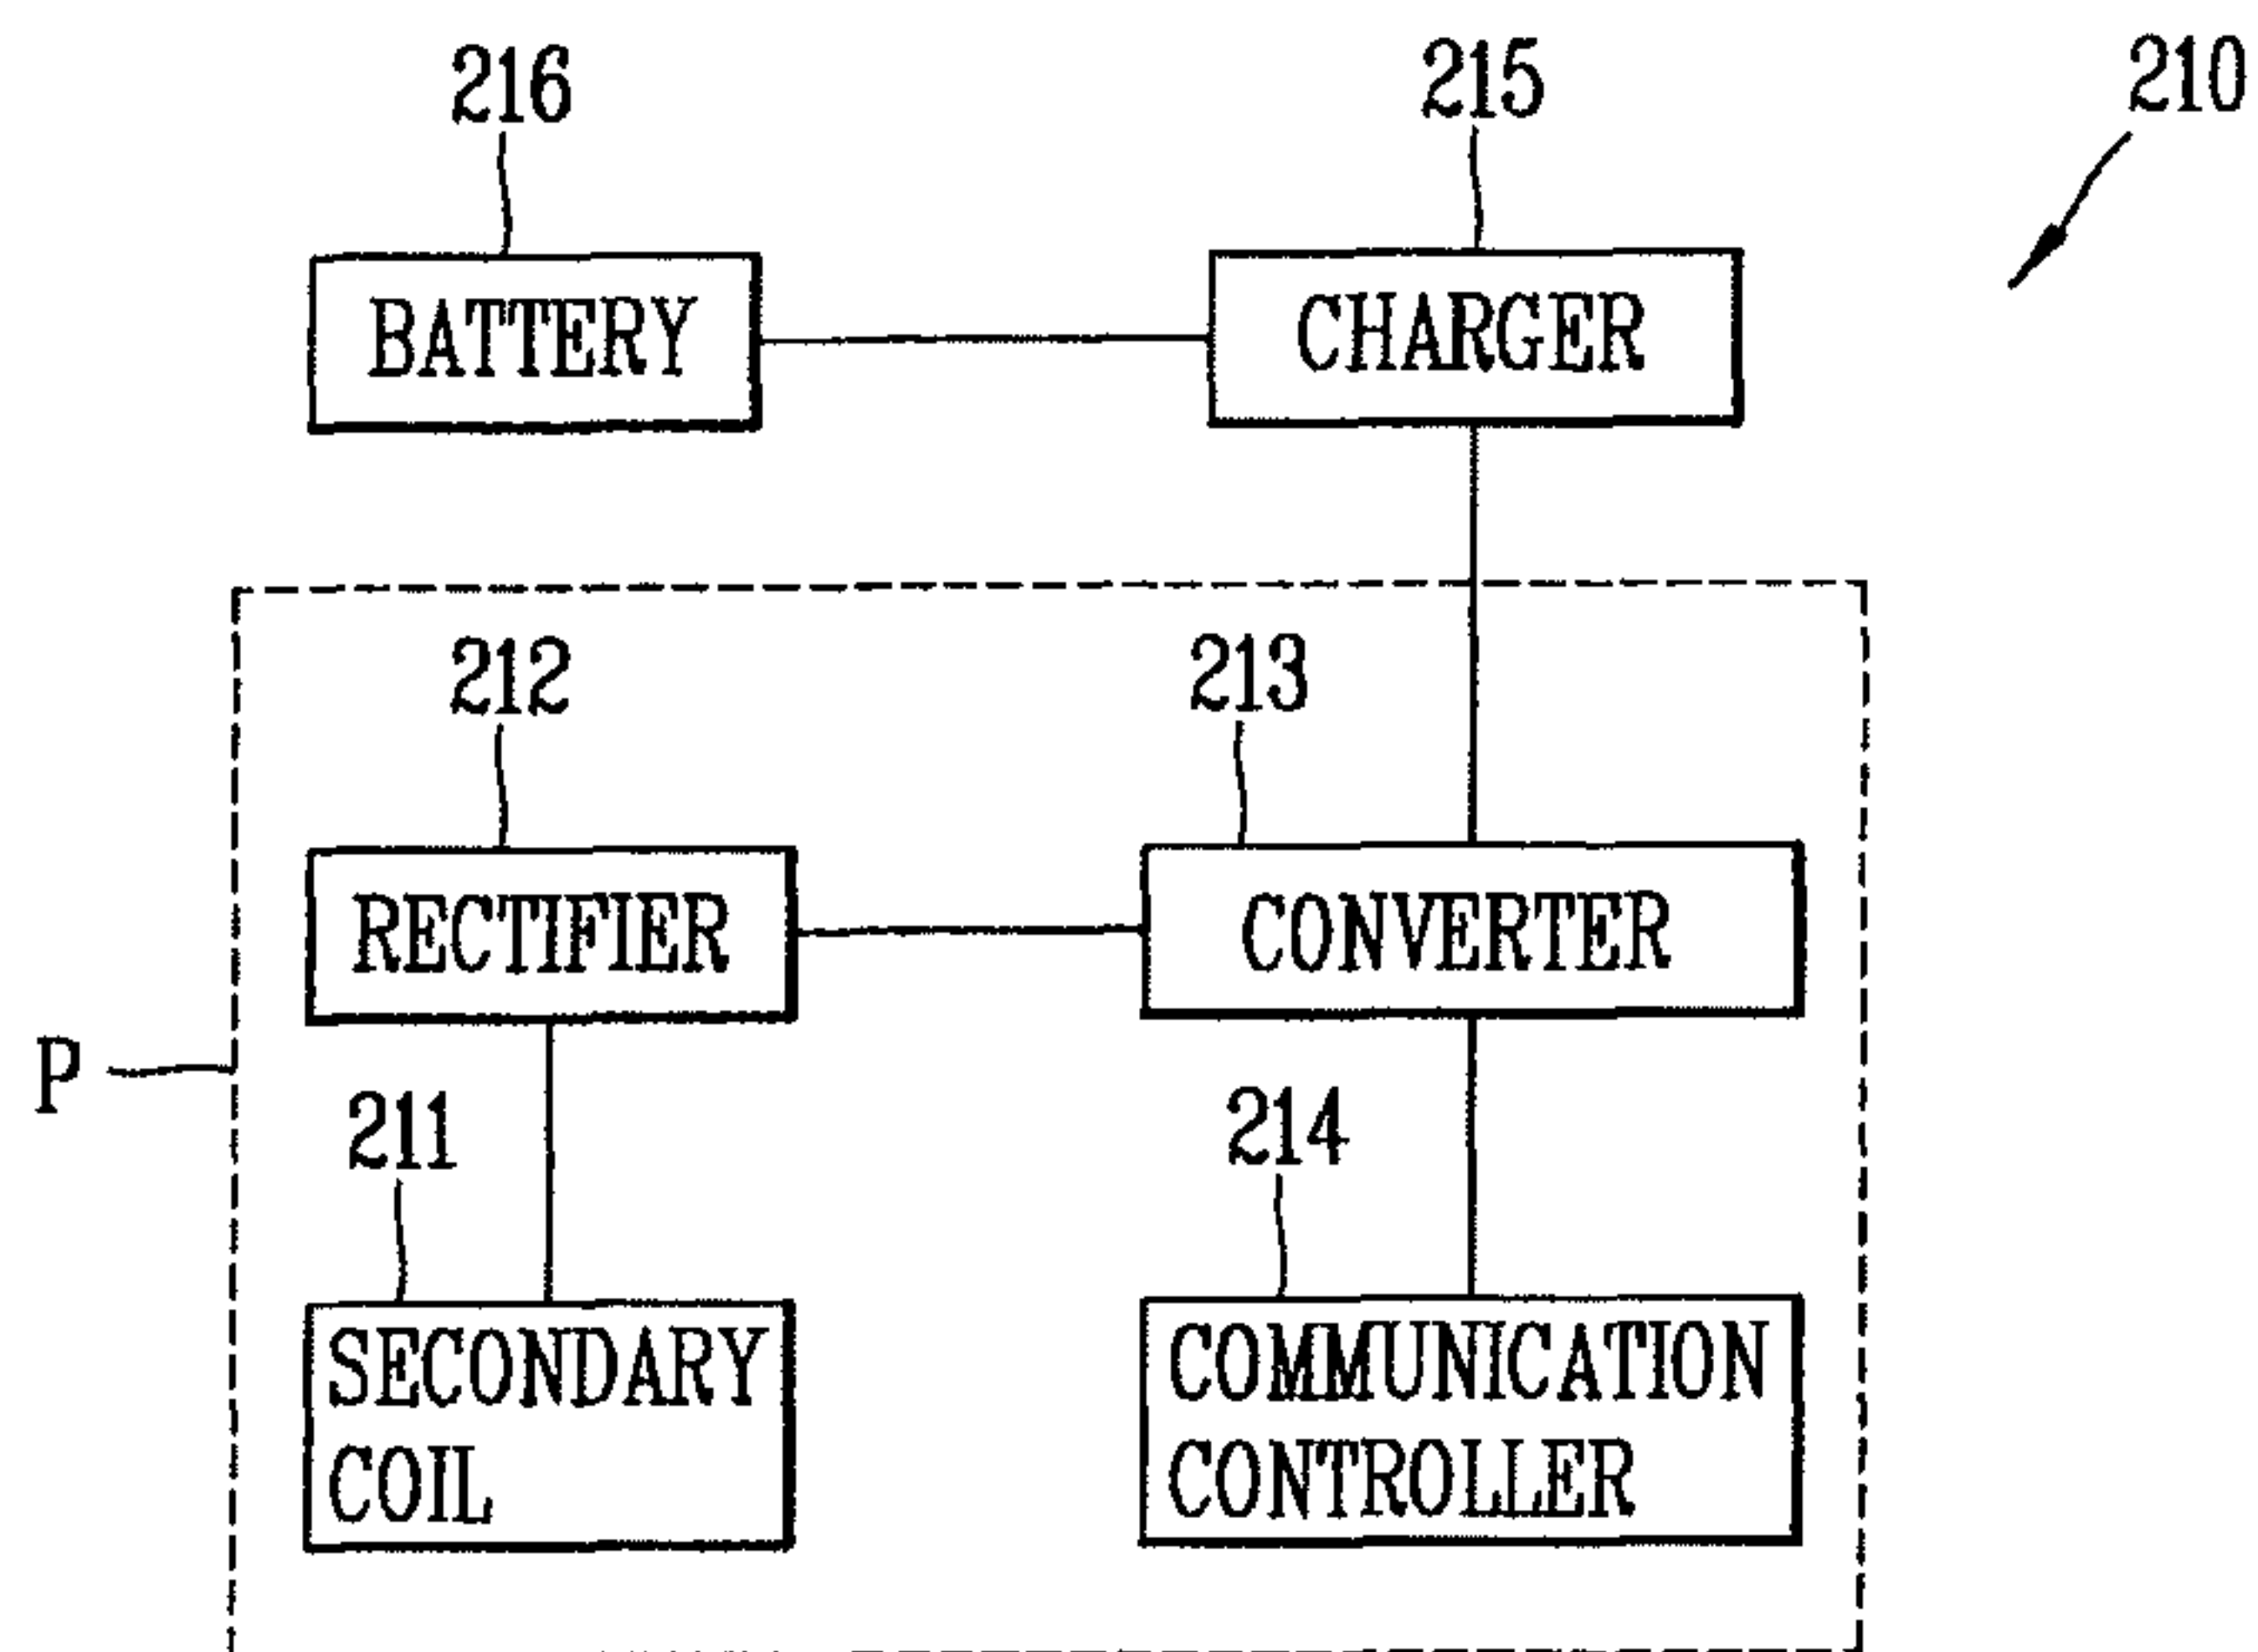 216
215
210
BATTERY
CHARGER
212
213
RECTIFIER
CONVERTER
P
211
214
SECONDARY
COIL
COMMUNICATION
CONTROLLER